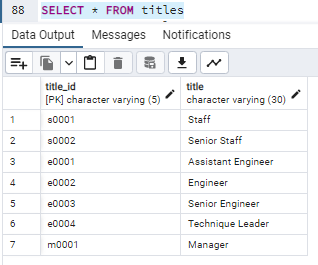 88 SELECT * FROM titles
Data Output Messages Notifications
title_id title
[PK] character varying (5) character varying (30)
1 s0001 Staff
2 s0002 Senior Staff
3 e0001 Assistant Engineer
4 e0002 Engineer
5 e0003 Senior Engineer
6 e0004 Technique Leader
7 m0001 Manager